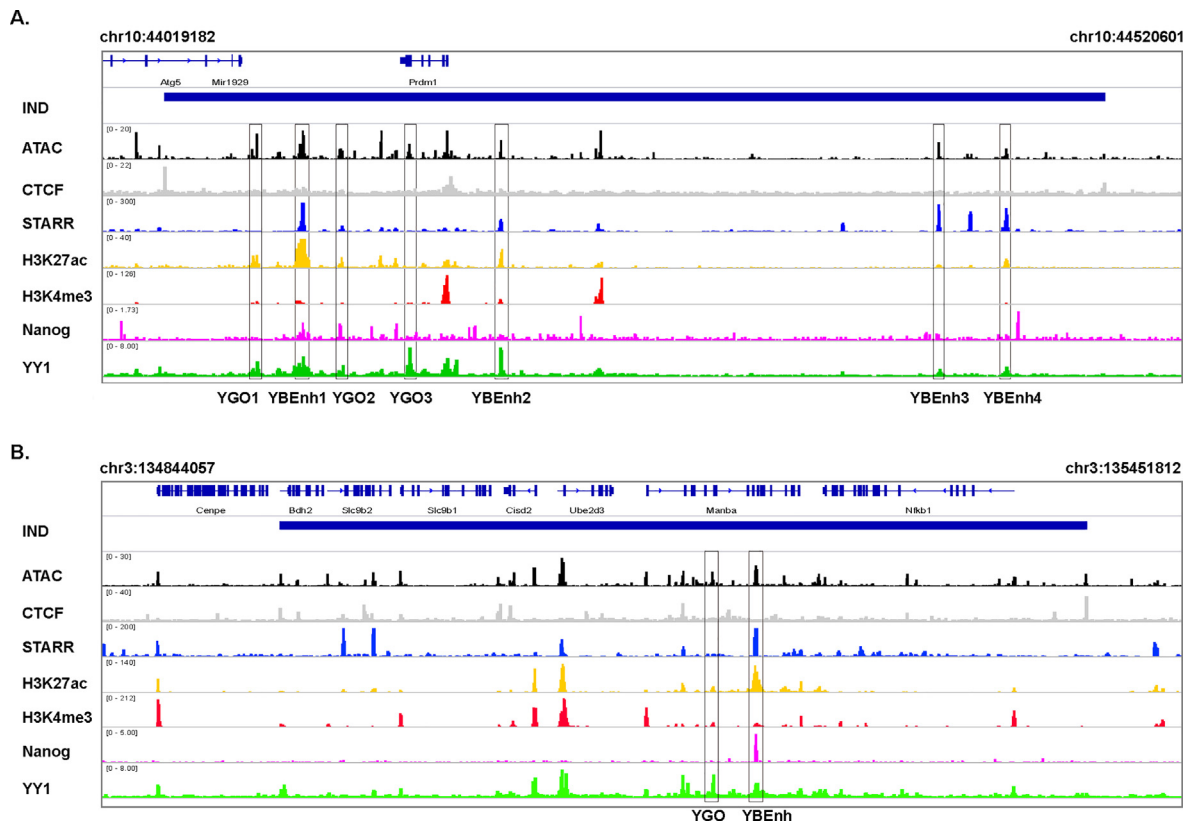 A.
chr10:44019182 chr10:44520601
Atg5 Mir1929 Prdm1
IND
[0 - 20]
ATAC
[0 - 22]
CTCF
[0 - 300]
STARR
[0 - 40]
H3K27ac
[0 - 128]
H3K4me3
[0 - 1.73]
Nanog
[0 - 8.00]
YY1
YGO1 YBEnh1 YGO2 YGO3 YBEnh2 YBEnh3 YBEnh4
B.
chr3:134844057 chr3:135451812
Cenpe Bdh2 Slc9b2 Slc9b1 Cisd2 Ube2d3 Manba Nfkb1
IND
[0 - 30]
ATAC
[0 - 40]
CTCF
[0 - 200]
STARR
[0 - 140]
H3K27ac
[0 - 212]
H3K4me3
[0 - 5.00]
Nanog
[0 - 8.00]
YY1
YGO YBEnh